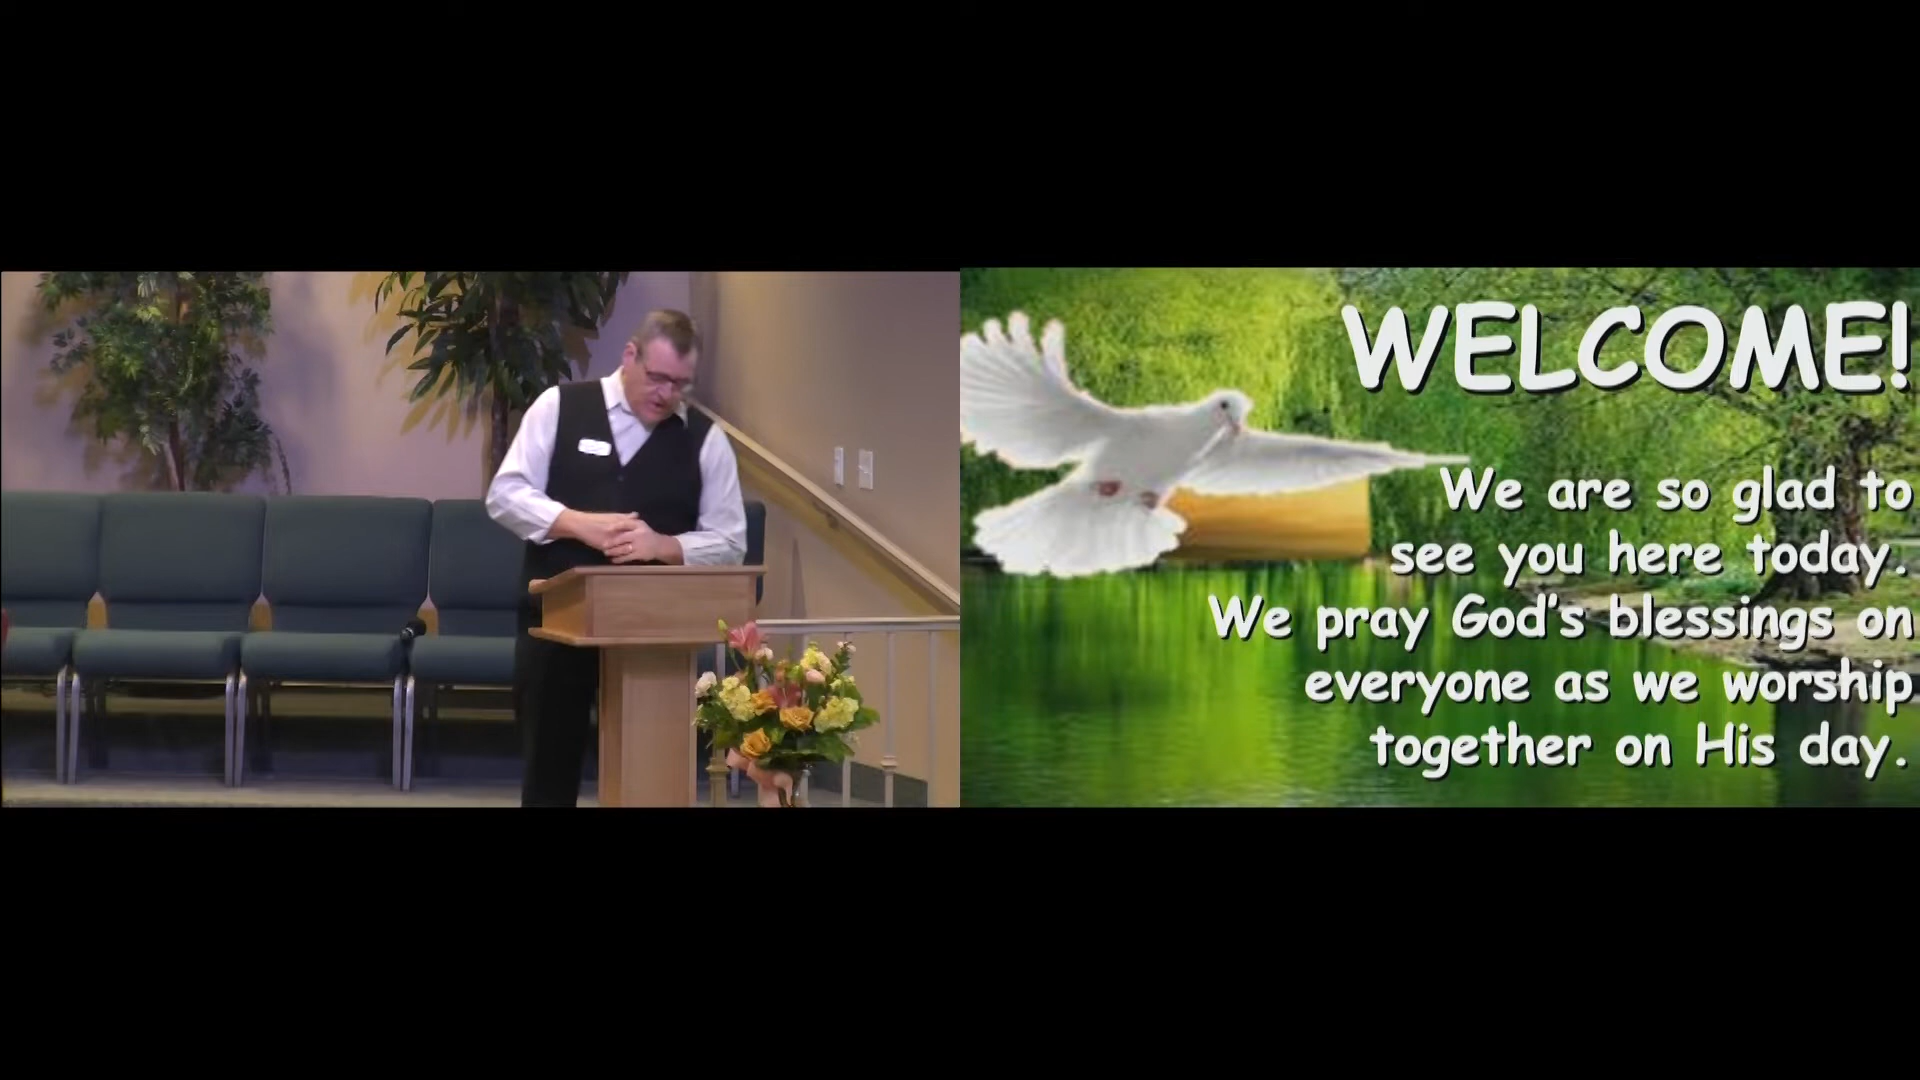 WELCOME!
We are so glad to
see you here today.
We pray God's blessings on
everyone as we worship
together on His day.